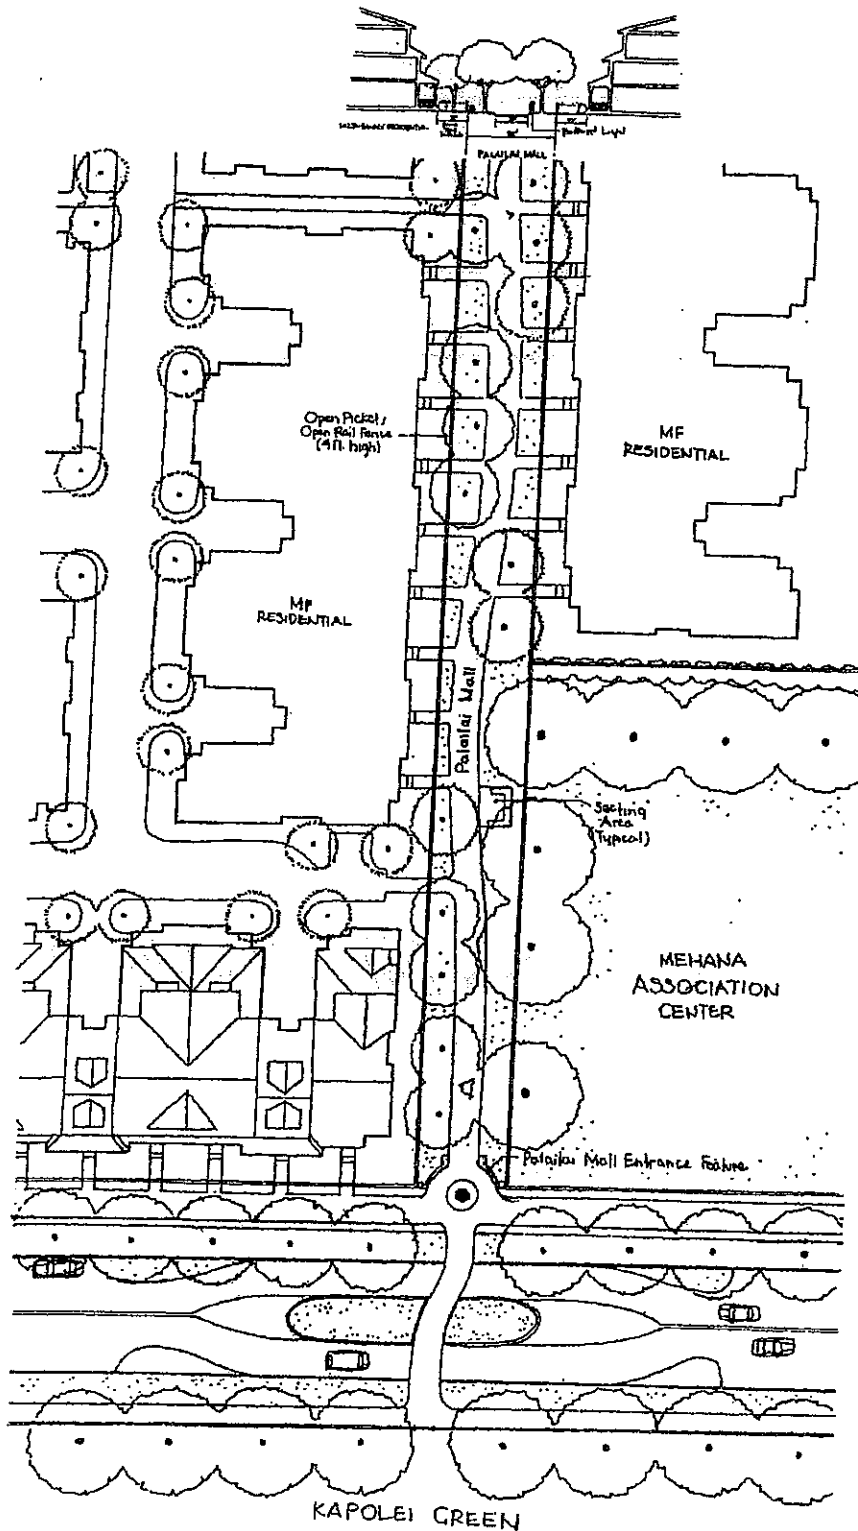 PALAILAI MALL
Open Picket/
Open Rail Fence
(4 ft. high)
MF
RESIDENTIAL
MF
RESIDENTIAL
Palailai Mall
Seating
Area
(Typical)
MEHANA
ASSOCIATION
CENTER
Palailai Mall Entrance Feature
KAPOLEI GREEN